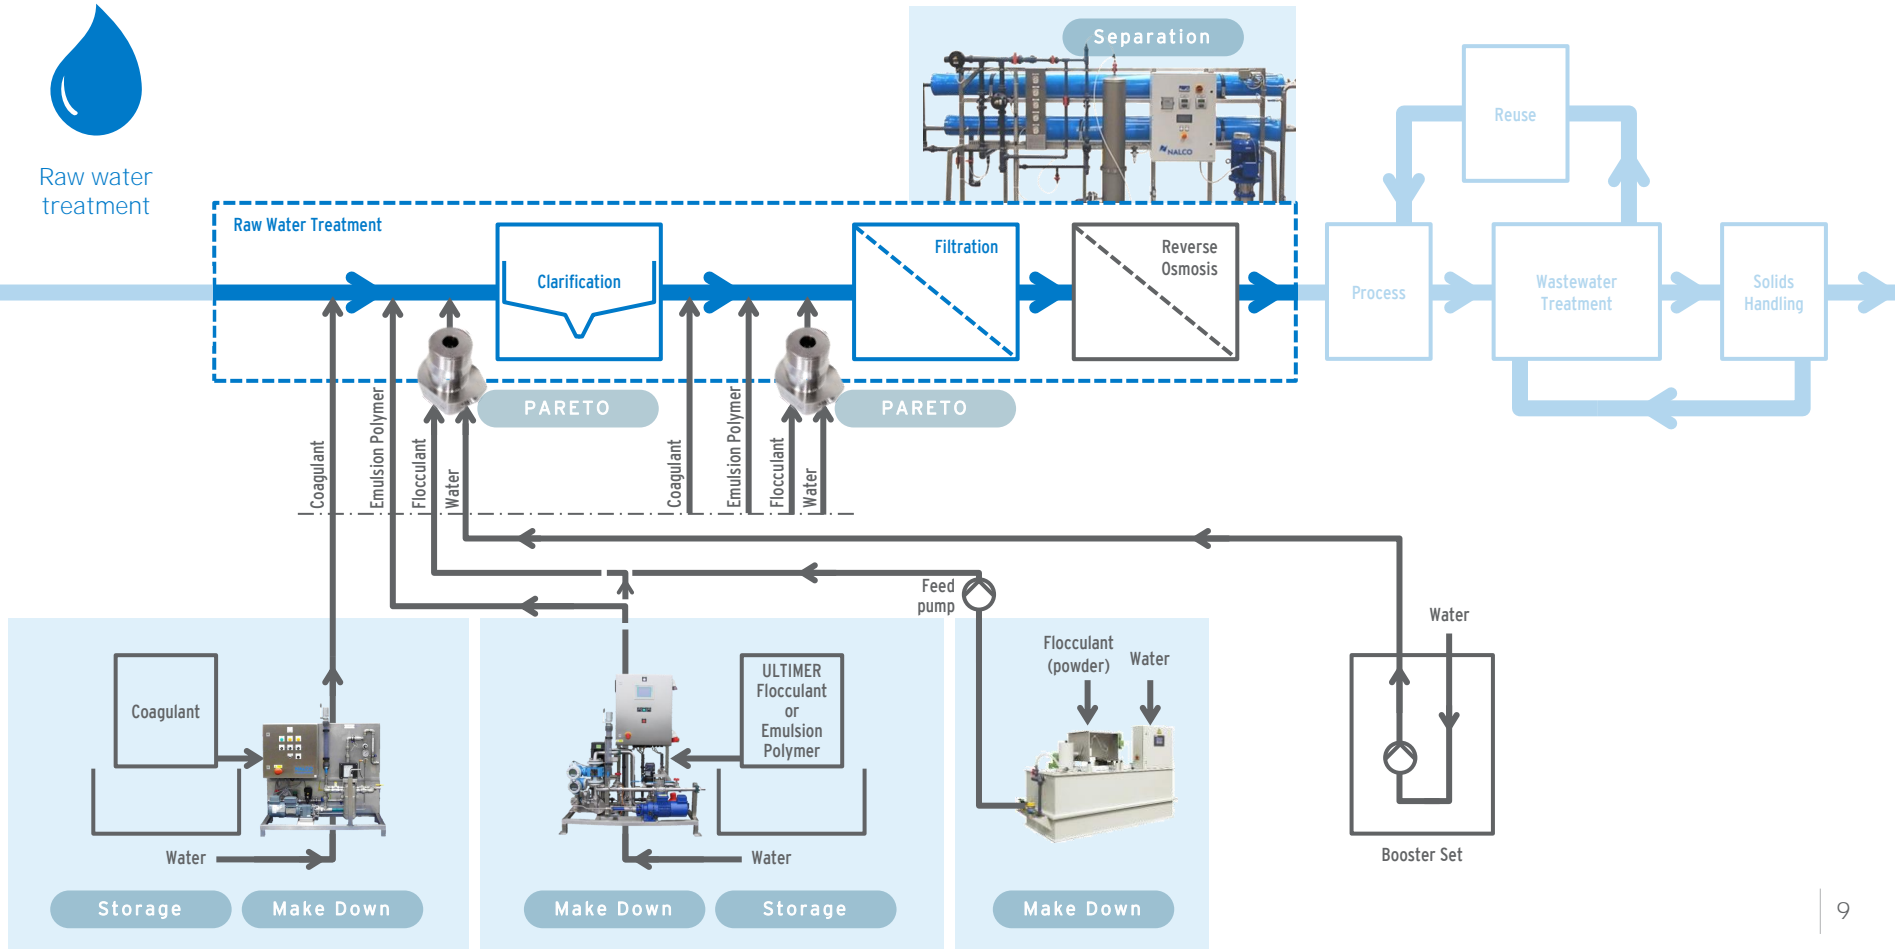 Separation
NALCO
Raw water
treatment
Raw Water Treatment
Clarification
Filtration
Reverse
Osmosis
Reuse
Process
Wastewater
Treatment
Solids
Handling
PARETO
PARETO
Coagulant
Emulsion Polymer
Flocculant
Water
Coagulant
Emulsion Polymer
Flocculant
Water
Feed
pump
Coagulant
Water
Storage
Make Down
ULTIMER
Flocculant
or
Emulsion
Polymer
Water
Make Down
Storage
Flocculant
(powder)
Water
Make Down
Water
Booster Set
9